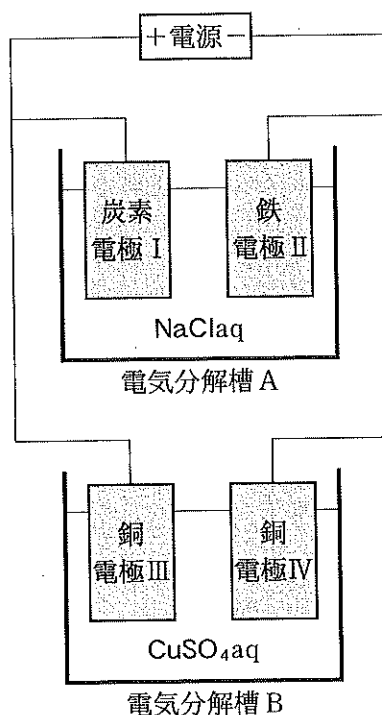 +電源−
炭素
電極Ⅰ
鉄
電極Ⅱ
NaClaq
電気分解槽A
銅
電極Ⅲ
銅
電極Ⅳ
CuSO₄aq
電気分解槽B